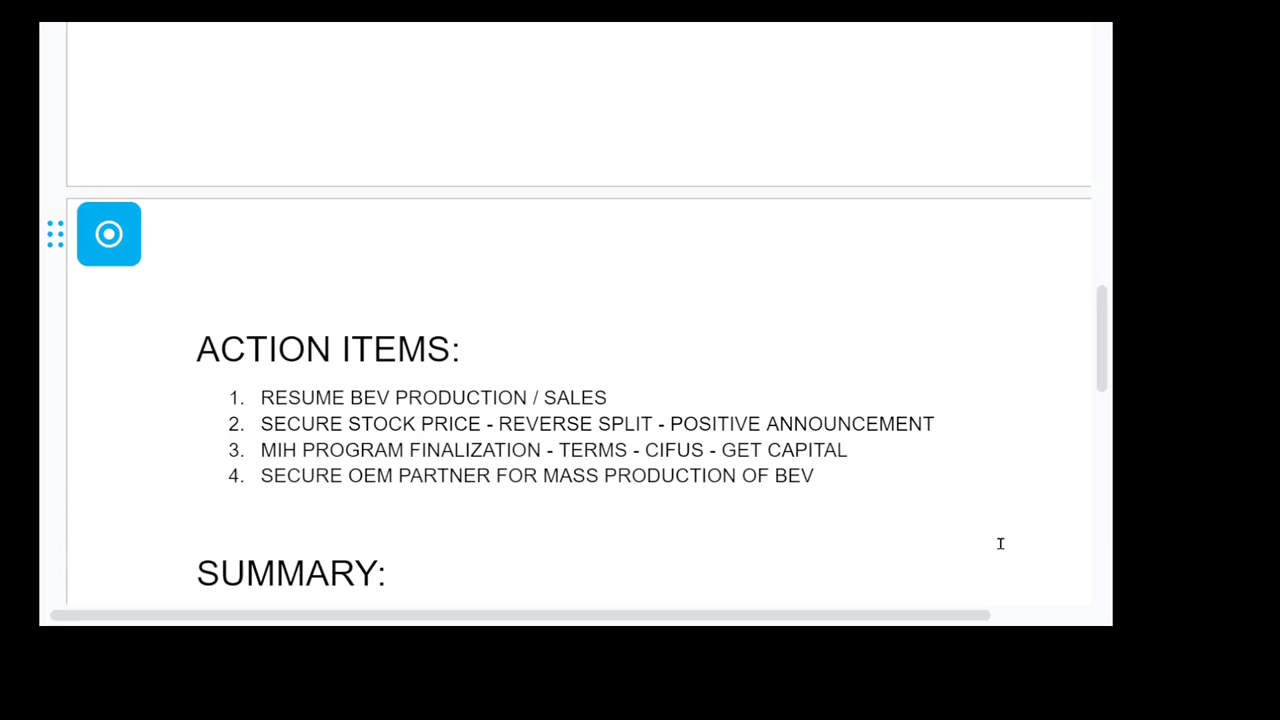 ACTION ITEMS:
1. RESUME BEV PRODUCTION / SALES
2. SECURE STOCK PRICE - REVERSE SPLIT - POSITIVE ANNOUNCEMENT
3. MIH PROGRAM FINALIZATION - TERMS - CIFUS - GET CAPITAL
4. SECURE OEM PARTNER FOR MASS PRODUCTION OF BEV
SUMMARY: